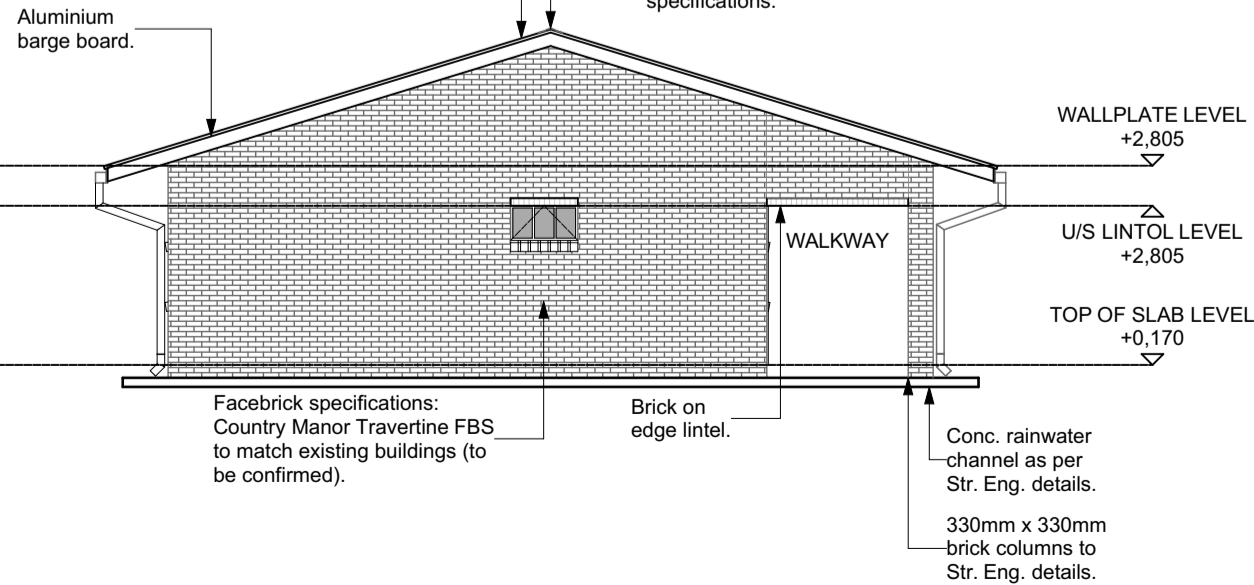 specifications.
Aluminium
barge board.
WALLPLATE LEVEL
+2,805
WALKWAY
U/S LINTOL LEVEL
+2,805
TOP OF SLAB LEVEL
+0,170
Facebrick specifications:
Country Manor Travertine FBS
to match existing buildings (to
be confirmed).
Brick on
edge lintel.
Conc. rainwater
channel as per
Str. Eng. details.
330mm x 330mm
brick columns to
Str. Eng. details.